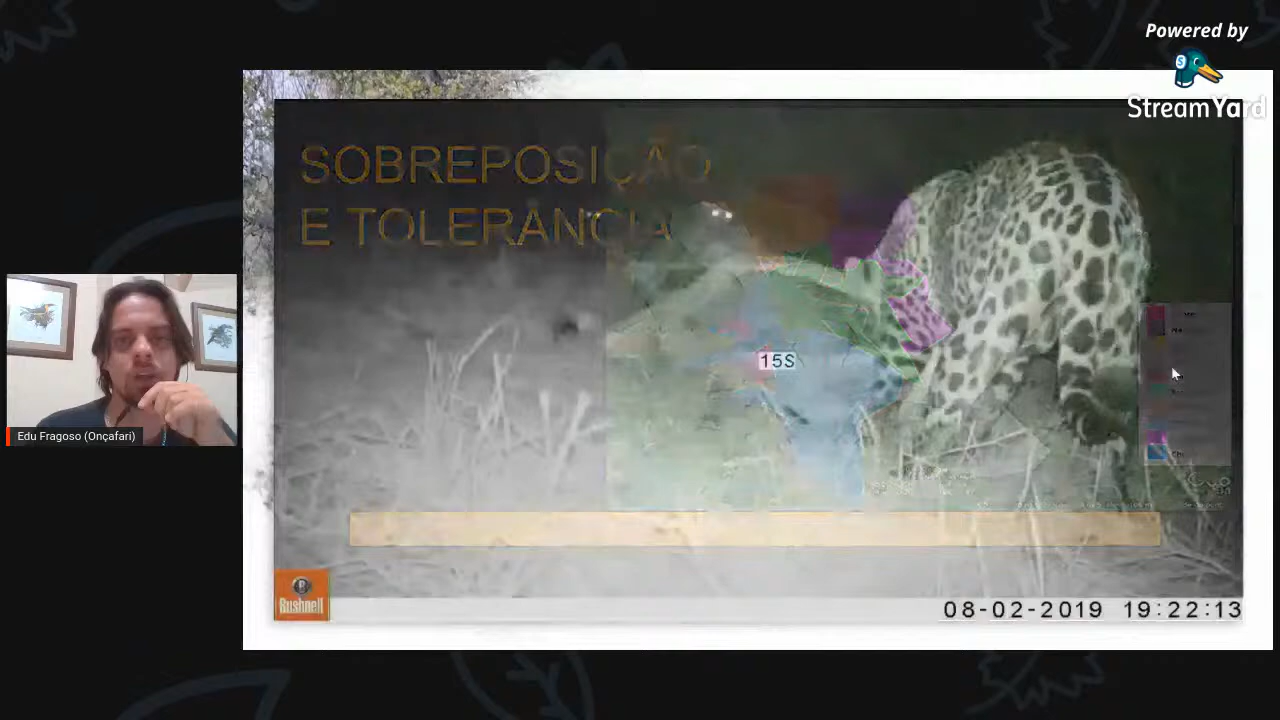 Powered by
StreamYard
SOBREPOSIÇÃO
E TOLERÂNCIA
15S
Edu Fragoso (Onçafari)
Bushnell
08-02-2019 19:22:13